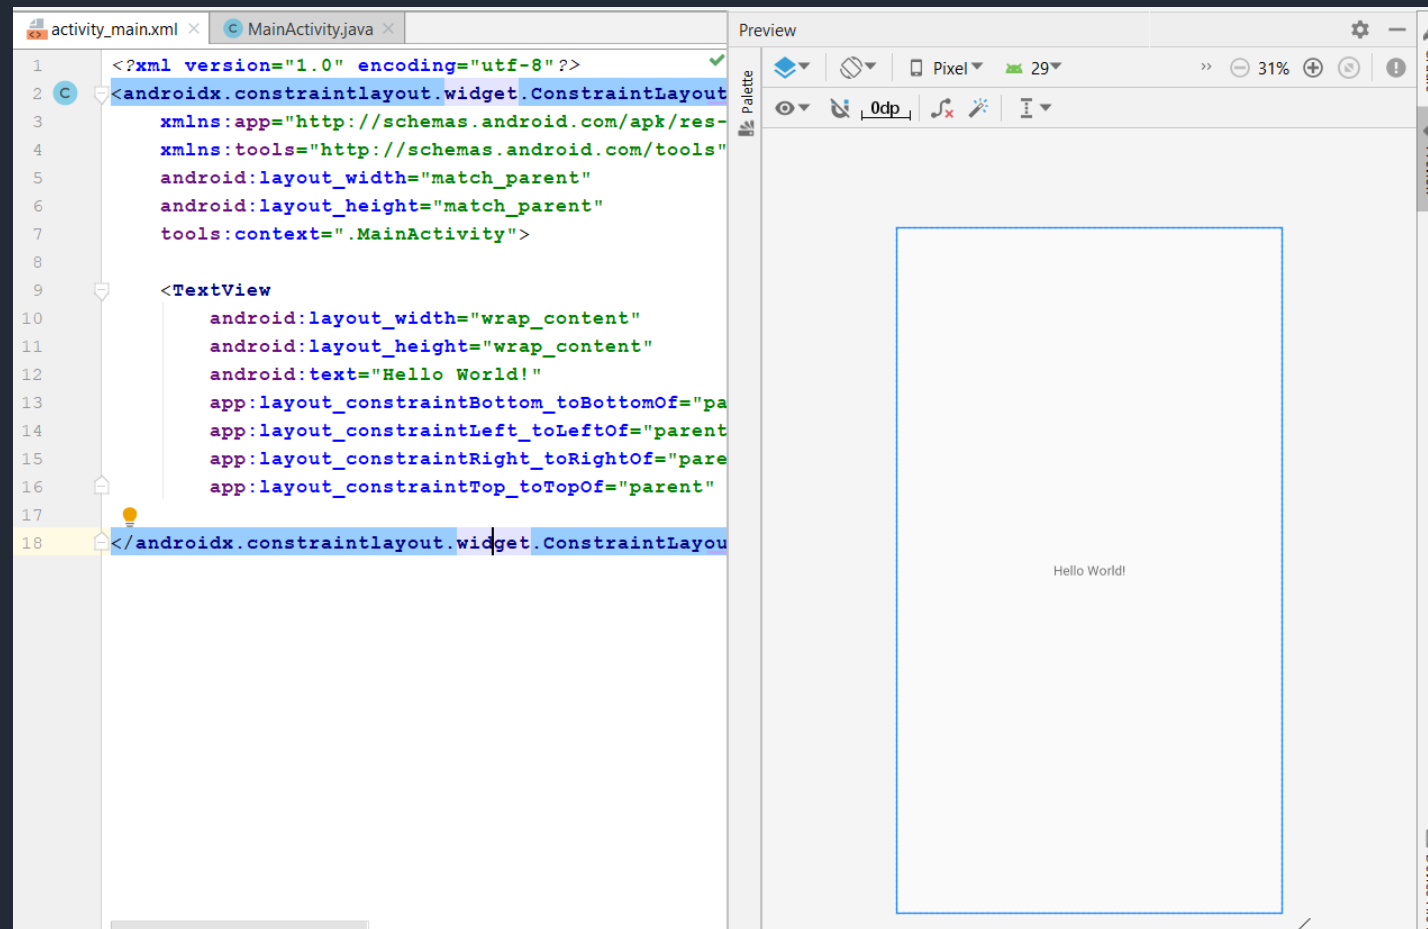 activity_main.xml
MainActivity.java
Preview
1 <?xml version="1.0" encoding="utf-8"?>
2 <androidx.constraintlayout.widget.ConstraintLayout
3 xmlns:app="http://schemas.android.com/apk/res-
4 xmlns:tools="http://schemas.android.com/tools"
5 android:layout_width="match_parent"
6 android:layout_height="match_parent"
7 tools:context=".MainActivity">
8
9 <TextView
10 android:layout_width="wrap_content"
11 android:layout_height="wrap_content"
12 android:text="Hello World!"
13 app:layout_constraintBottom_toBottomOf="pa
14 app:layout_constraintLeft_toLeftOf="parent
15 app:layout_constraintRight_toRightOf="pare
16 app:layout_constraintTop_toTopOf="parent"
17
18 </androidx.constraintlayout.widget.ConstraintLayou
Palette
Pixel 29 31%
0dp
Hello World!